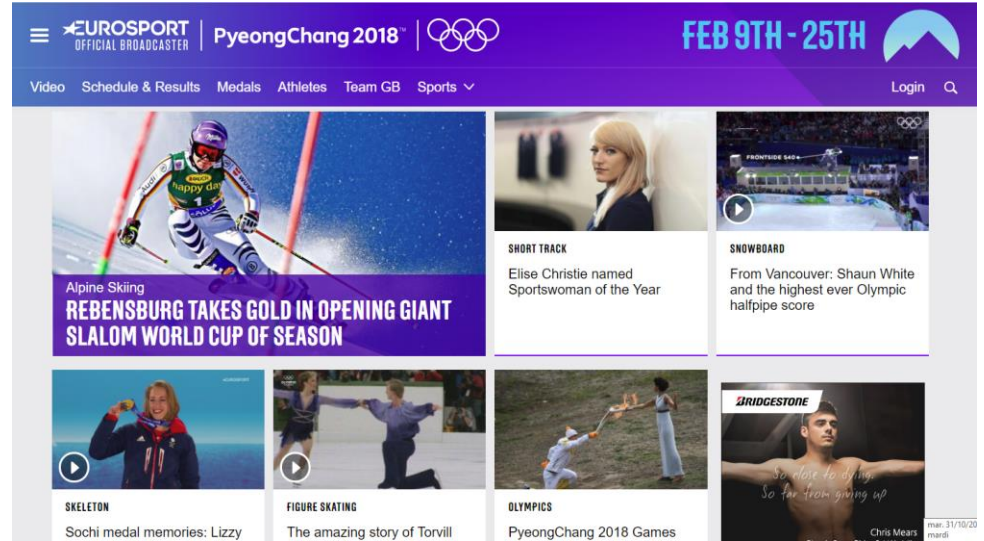 EUROSPORT
OFFICIAL BROADCASTER
PyeongChang 2018™
FEB 9TH - 25TH
Video Schedule & Results Medals Athletes Team GB Sports Login
Audi
RAUCH
happy day
1
FRONTSIDE 540
Alpine Skiing
REBENSBURG TAKES GOLD IN OPENING GIANT
SLALOM WORLD CUP OF SEASON
SHORT TRACK
Elise Christie named
Sportswoman of the Year
SNOWBOARD
From Vancouver: Shaun White
and the highest ever Olympic
halfpipe score
EUROSPORT
SKELETON
Sochi medal memories: Lizzy
FIGURE SKATING
The amazing story of Torvill
OLYMPICS
PyeongChang 2018 Games
BRIDGESTONE
So close to dying.
So far from giving up
Chris Mears
mar. 31/10/20
mardi